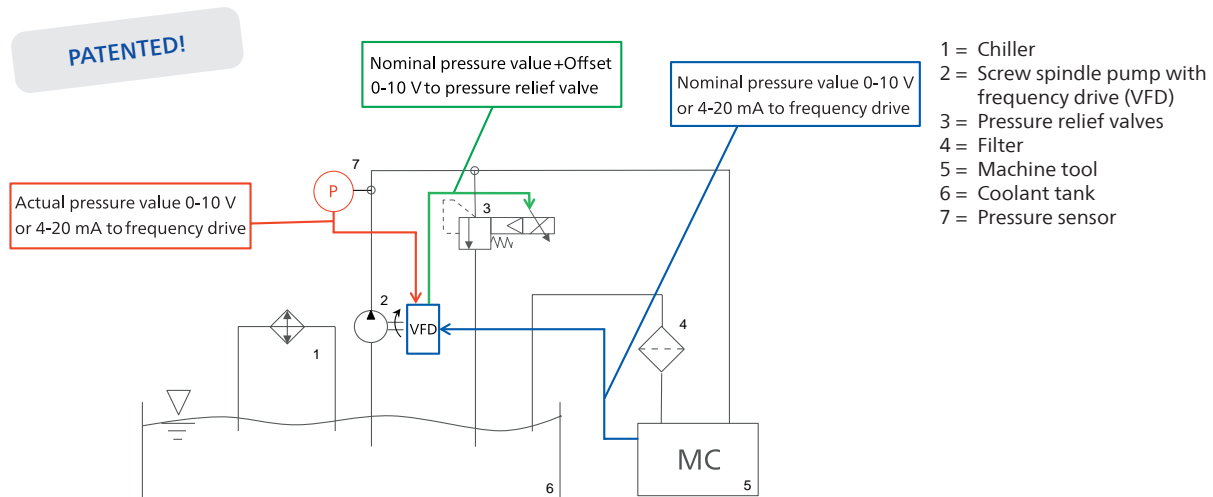 PATENTED!
Nominal pressure value+Offset
0-10 V to pressure relief valve
Nominal pressure value 0-10 V
or 4-20 mA to frequency drive
1 = Chiller
2 = Screw spindle pump with
frequency drive (VFD)
3 = Pressure relief valves
4 = Filter
5 = Machine tool
6 = Coolant tank
7 = Pressure sensor
7
P
Actual pressure value 0-10 V
or 4-20 mA to frequency drive
3
2
VFD
1
4
MC
5
6